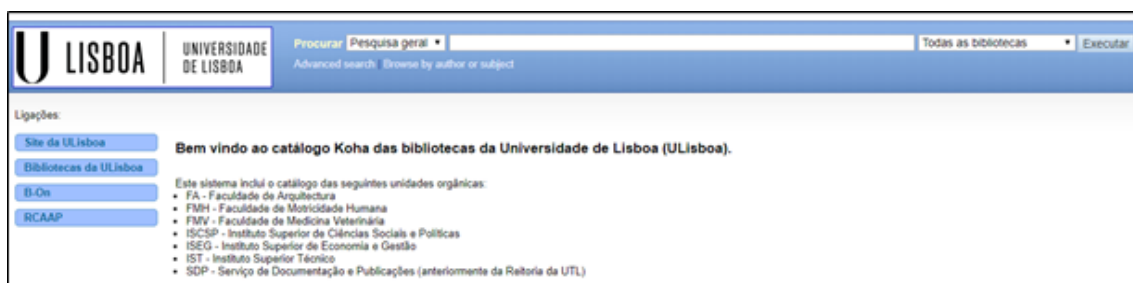 U LISBOA | UNIVERSIDADE DE LISBOA
Procurar Pesquisa geral Todas as bibliotecas Executar
Advanced search | Browse by author or subject
Ligações:
Site da ULisboa
Bibliotecas da ULisboa
B-On
RCAAP
Bem vindo ao catálogo Koha das bibliotecas da Universidade de Lisboa (ULisboa).
Este sistema inclui o catálogo das seguintes unidades orgânicas:
• FA - Faculdade de Arquitectura
• FMH - Faculdade de Motricidade Humana
• FMV - Faculdade de Medicina Veterinária
• ISCSP - Instituto Superior de Ciências Sociais e Políticas
• ISEG - Instituto Superior de Economia e Gestão
• IST - Instituto Superior Técnico
• SDP - Serviço de Documentação e Publicações (anteriormente da Reitoria da UTL)